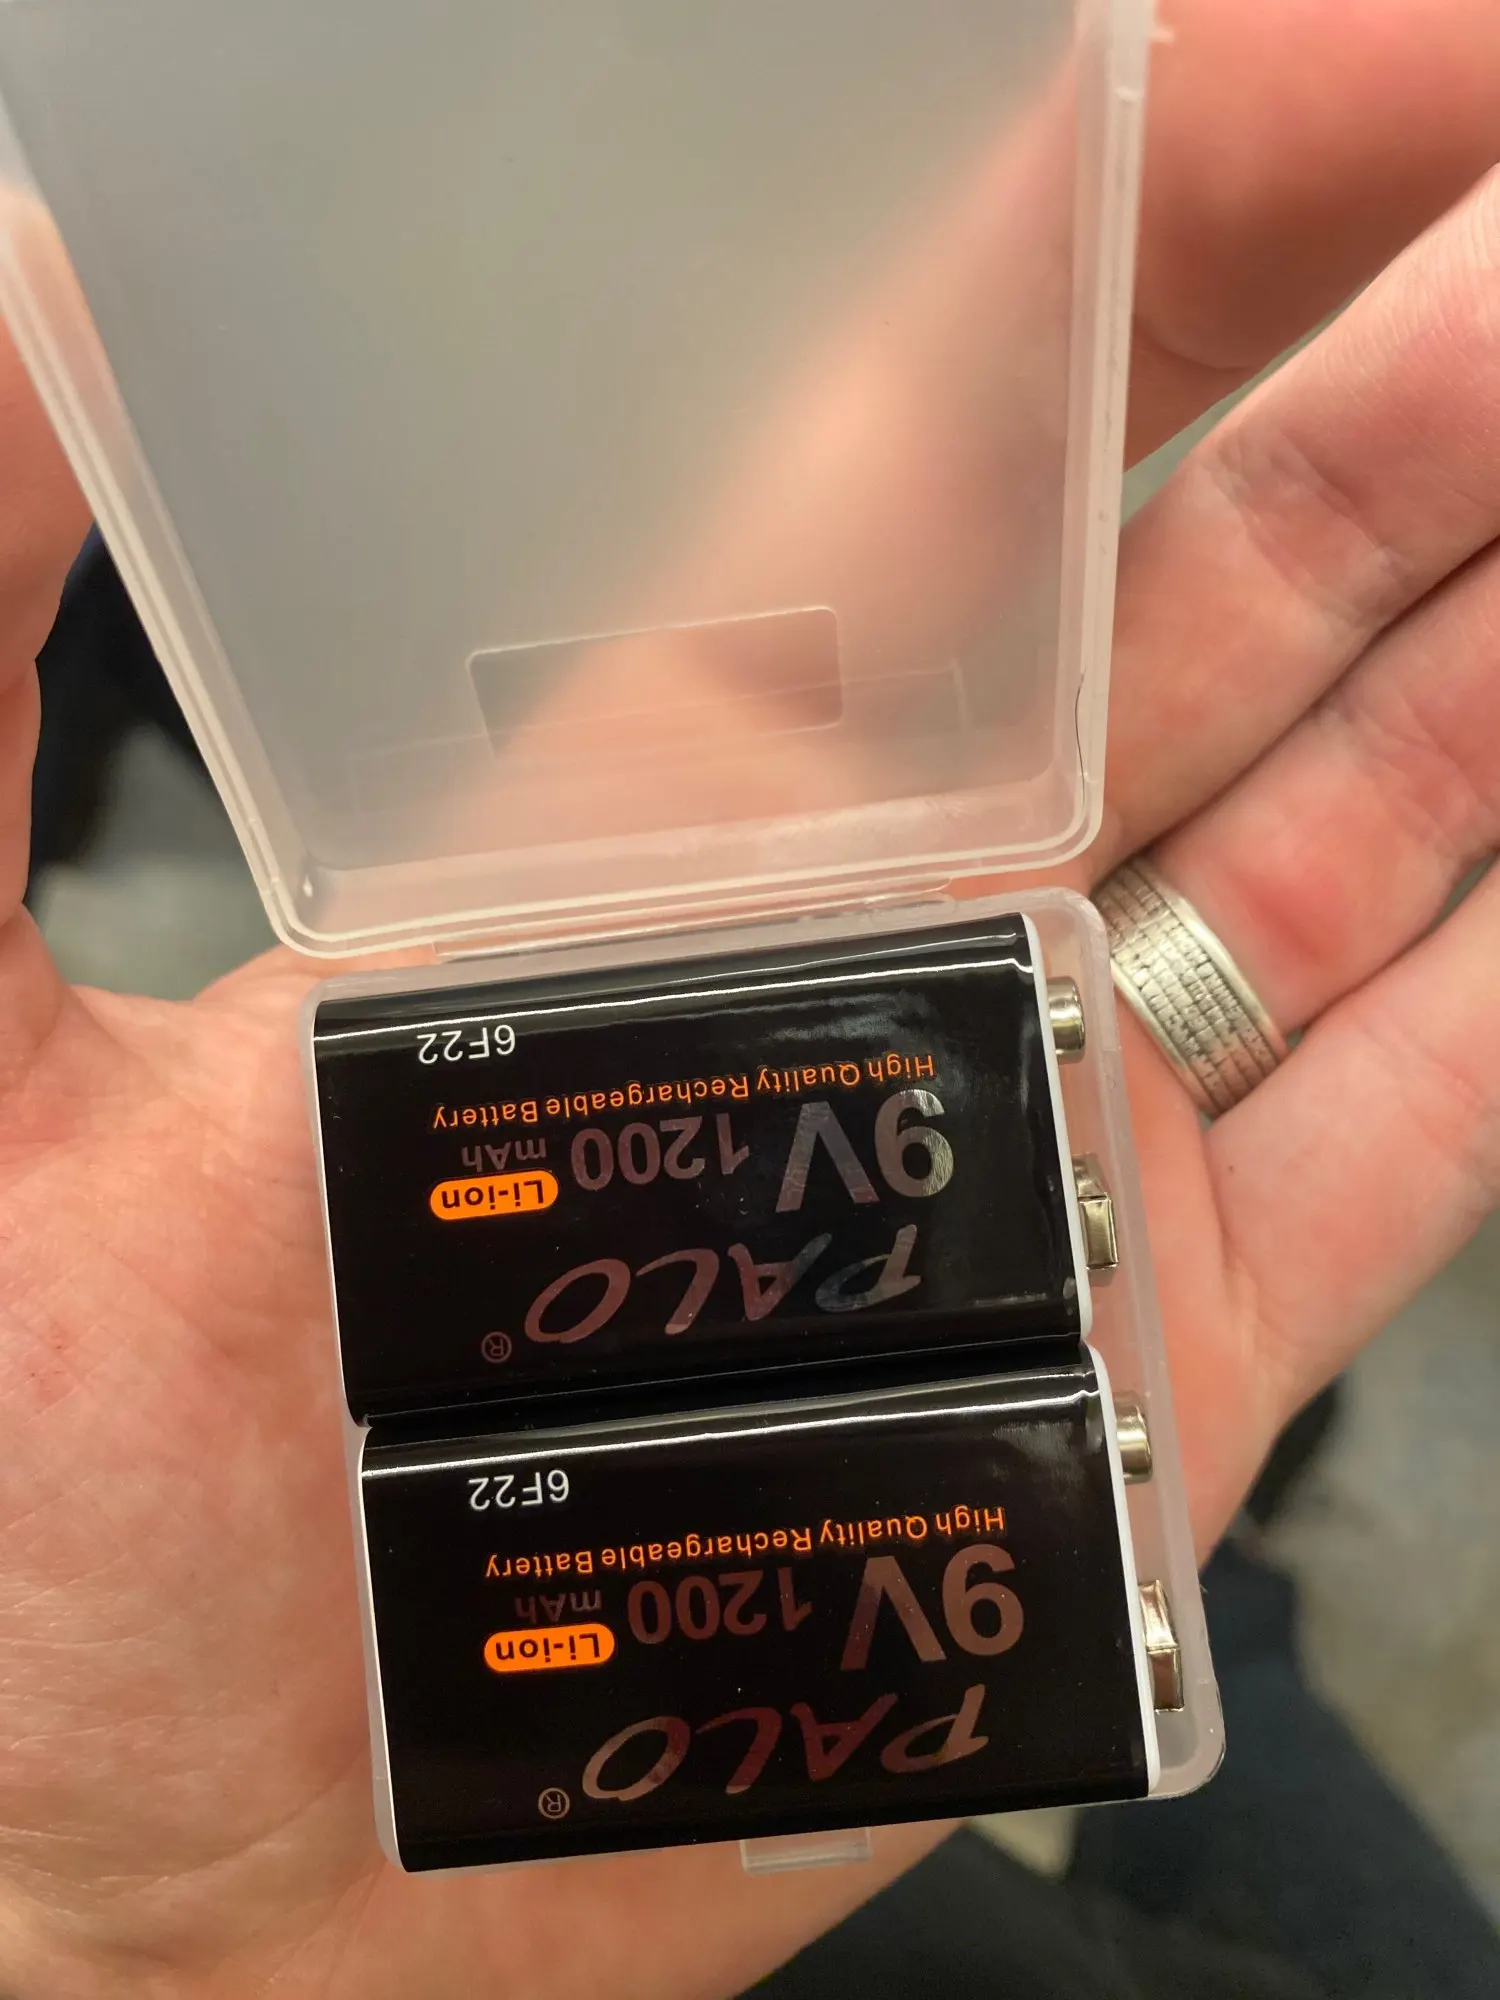 PALO®
Li-ion
9V 1200 mAh
High Quality Rechargeable Battery
6F22
PALO®
Li-ion
9V 1200 mAh
High Quality Rechargeable Battery
6F22